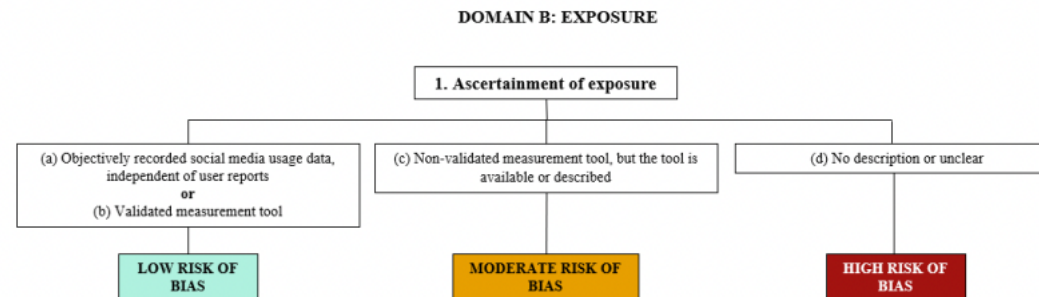 DOMAIN B: EXPOSURE
1. Ascertainment of exposure
(a) Objectively recorded social media usage data,
independent of user reports
or
(b) Validated measurement tool
(c) Non-validated measurement tool, but the tool is
available or described
(d) No description or unclear
LOW RISK OF
BIAS
MODERATE RISK OF
BIAS
HIGH RISK OF
BIAS